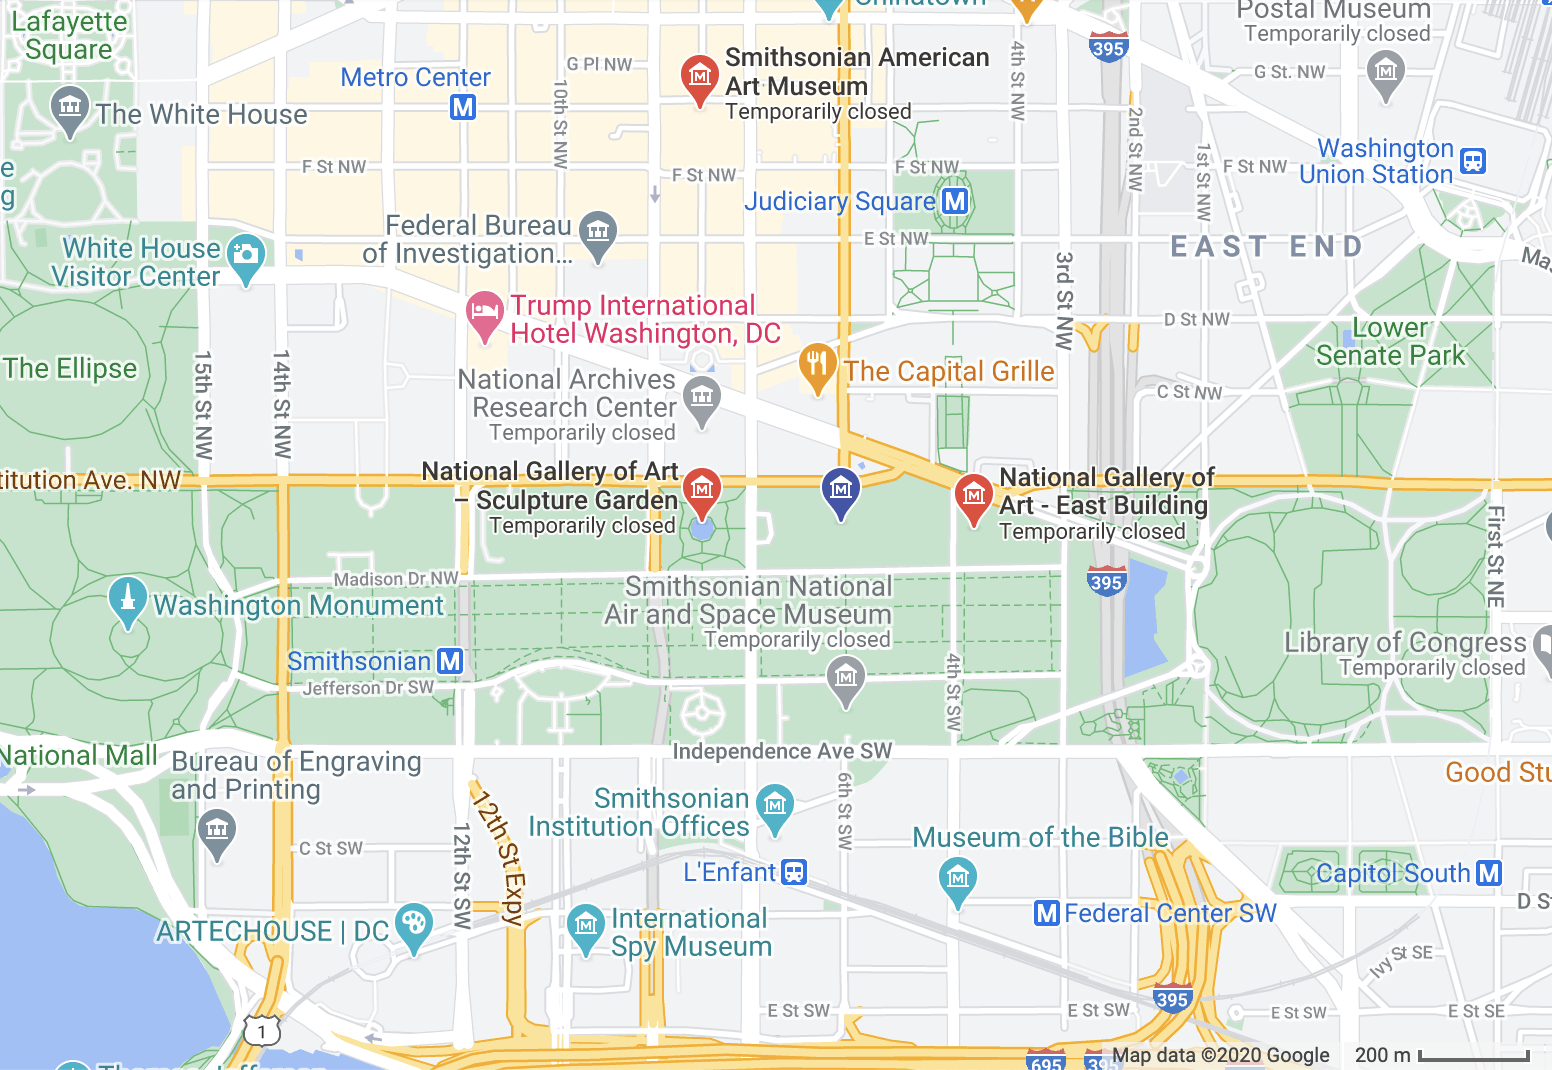 Lafayette
Square
Chinatown
Postal Museum
Temporarily closed
395
4th St NW
G Pl NW
Smithsonian American
Art Museum
Temporarily closed
G St. NW
Metro Center
M
10th St NW
The White House
2nd St NW
1st St NW
Washington
Union Station
e
g
F St NW
F St NW
F St NW
F St NW
Judiciary Square
M
Federal Bureau
of Investigation...
E St NW
EAST END
White House
Visitor Center
3rd St NW
Mas
Trump International
Hotel Washington, DC
D St NW
Lower
Senate Park
15th St NW
14th St NW
The Ellipse
National Archives
Research Center
Temporarily closed
The Capital Grille
C St NW
titution Ave. NW
National Gallery of Art
– Sculpture Garden
Temporarily closed
National Gallery of
Art - East Building
Temporarily closed
First St NE
Madison Dr NW
Smithsonian National
Air and Space Museum
Temporarily closed
395
Washington Monument
Smithsonian
M
Jefferson Dr SW
4th St SW
Library of Congress
Temporarily closed
National Mall
Independence Ave SW
Bureau of Engraving
and Printing
Good Stu
12th St Expy
Smithsonian
Institution Offices
6th St SW
12th St SW
C St SW
Museum of the Bible
L'Enfant
Capitol South
M
D St
M
Federal Center SW
ARTECHOUSE | DC
International
Spy Museum
Ivy St SE
395
E St SW
E St SW
E St SW
E St SE
1
695
395
Map data ©2020 Google
200 m